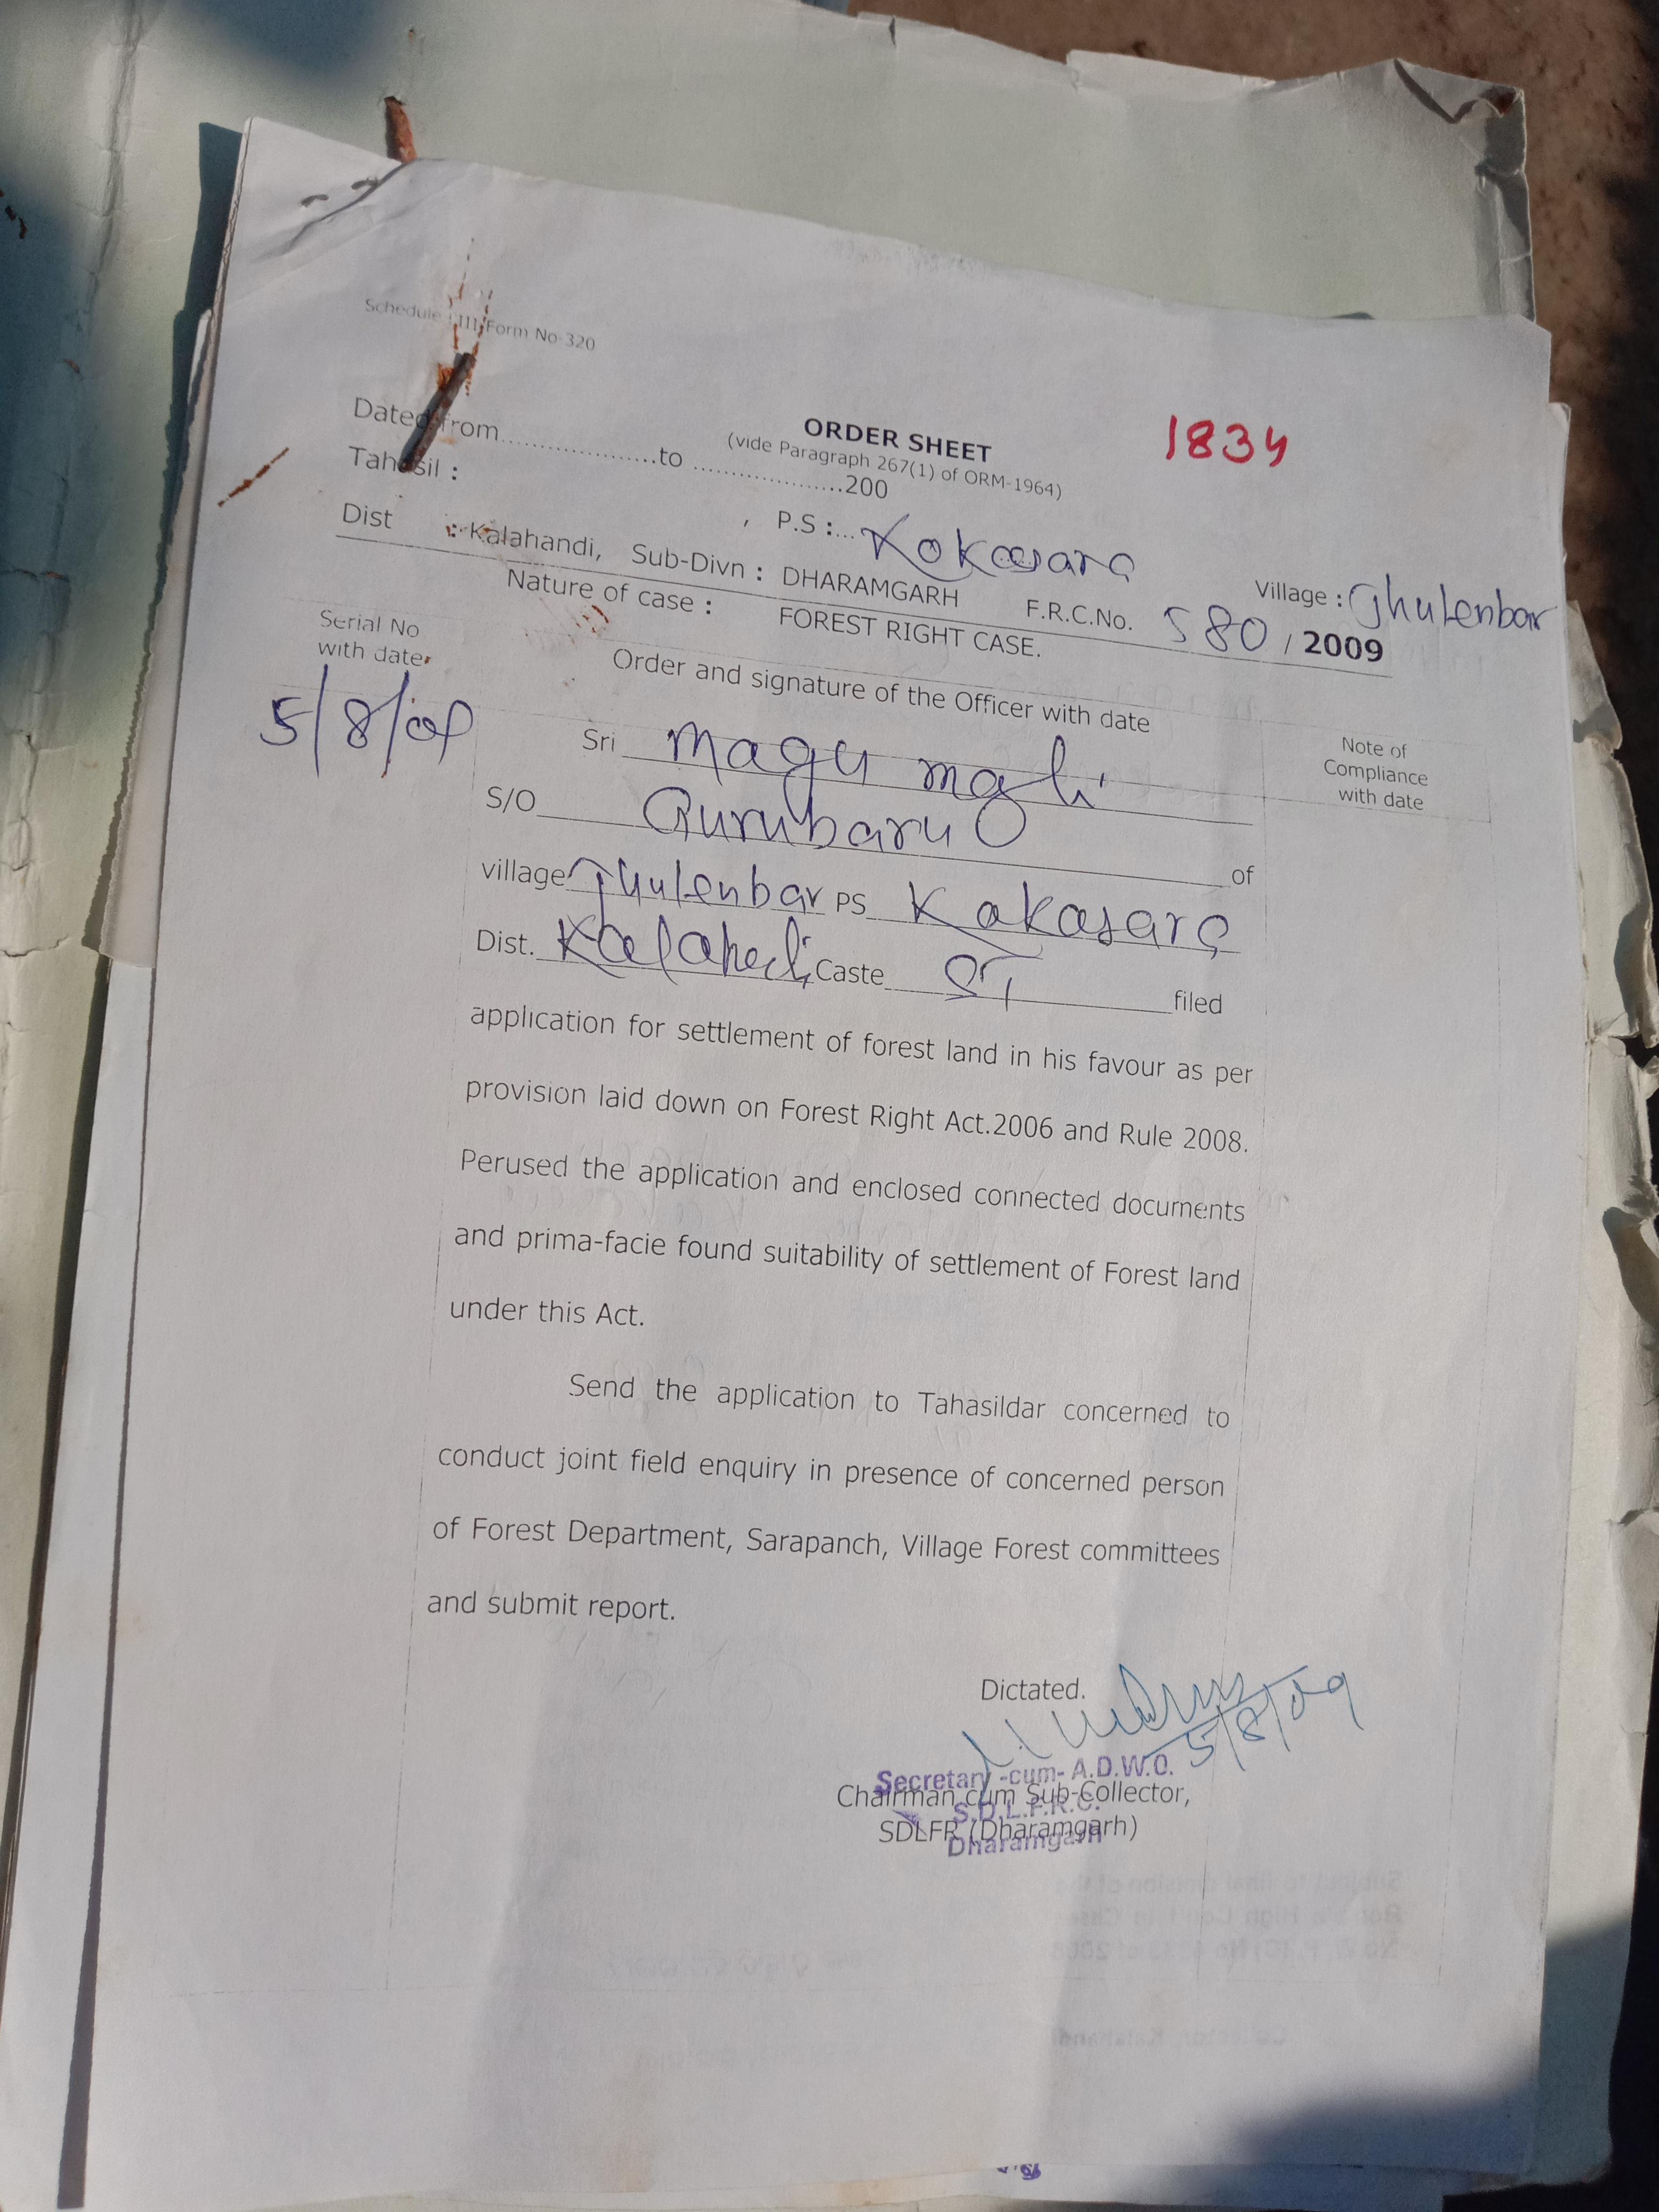 Schedule LIII Form No-320
ORDER SHEET
1834
(vide Paragraph 267(1) of ORM-1964)
Dated from....................to ....................200
Tahasil : , P.S :... Kokasara Village : Ghulenbar
Dist : Kalahandi, Sub-Divn : DHARAMGARH F.R.C.No. 580 / 2009
Nature of case : FOREST RIGHT CASE.
Serial No
with date
Order and signature of the Officer with date
Note of
Compliance
with date
5/8/09
Sri Magu Majhi
S/O Gurubaru of
village Ghulenbar PS Kokasara
Dist. Kalahandi Caste ST filed
application for settlement of forest land in his favour as per
provision laid down on Forest Right Act.2006 and Rule 2008.
Perused the application and enclosed connected documents
and prima-facie found suitability of settlement of Forest land
under this Act.
Send the application to Tahasildar concerned to
conduct joint field enquiry in presence of concerned person
of Forest Department, Sarapanch, Village Forest committees
and submit report.
Dictated.
5/8/09
Secretary -cum- A.D.W.O.
Chairman cum Sub-Collector,
S.D.L.F.R.C.
SDLFR (Dharamgarh)
Dharamgarh